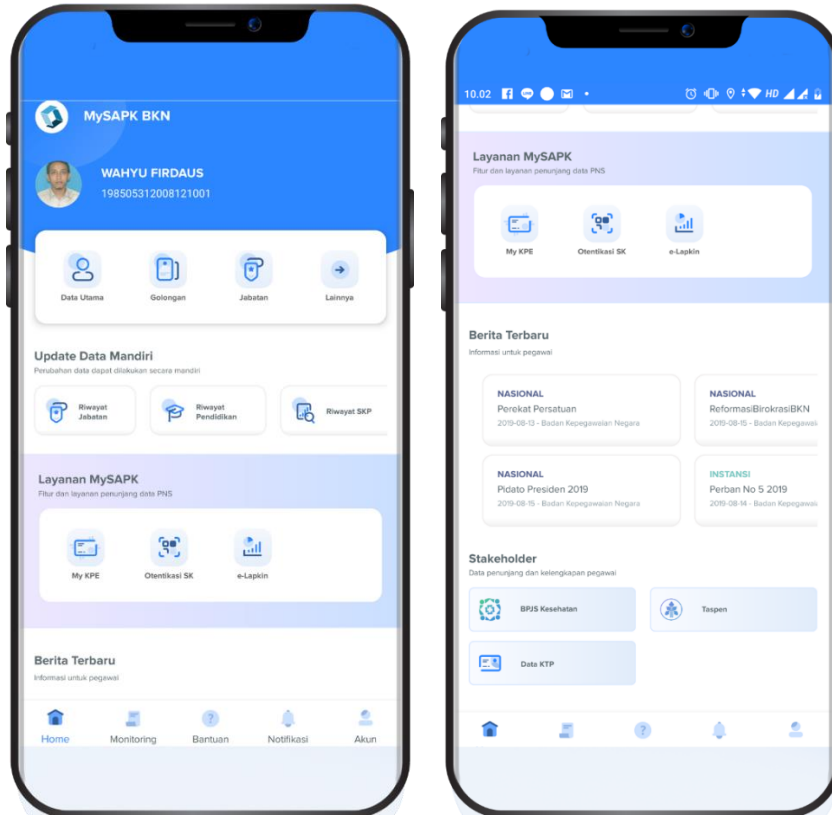 MySAPK BKN
WAHYU FIRDAUS
198505312008121001
Data Utama
Golongan
Jabatan
Lainnya
Update Data Mandiri
Perubahan data dapat dilakukan secara mandiri
Riwayat
Jabatan
Riwayat
Pendidikan
Riwayat SKP
Layanan MySAPK
Fitur dan layanan penunjang data PNS
My KPE
Otentikasi SK
e-Lapkin
Berita Terbaru
Informasi untuk pegawai
Home
Monitoring
Bantuan
Notifikasi
Akun
10.02
HD
Layanan MySAPK
Fitur dan layanan penunjang data PNS
My KPE
Otentikasi SK
e-Lapkin
Berita Terbaru
Informasi untuk pegawai
NASIONAL
Perekat Persatuan
2019-08-13 - Badan Kepegawaian Negara
NASIONAL
ReformasiBirokrasiBKN
2019-08-15 - Badan Kepegawai
NASIONAL
Pidato Presiden 2019
2019-08-15 - Badan Kepegawaian Negara
INSTANSI
Perban No 5 2019
2019-08-14 - Badan Kepegawai
Stakeholder
Data penunjang dan kelengkapan pegawai
BPJS Kesehatan
Taspen
Data KTP